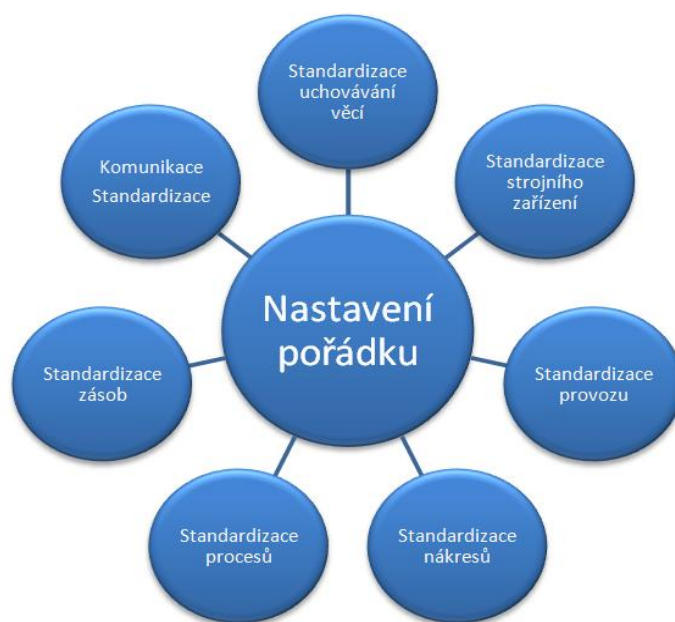 Standardizace
uchovávání
věcí
Komunikace
Standardizace
Standardizace
strojního
zařízení
Nastavení
pořádku
Standardizace
zásob
Standardizace
provozu
Standardizace
procesů
Standardizace
nákresů